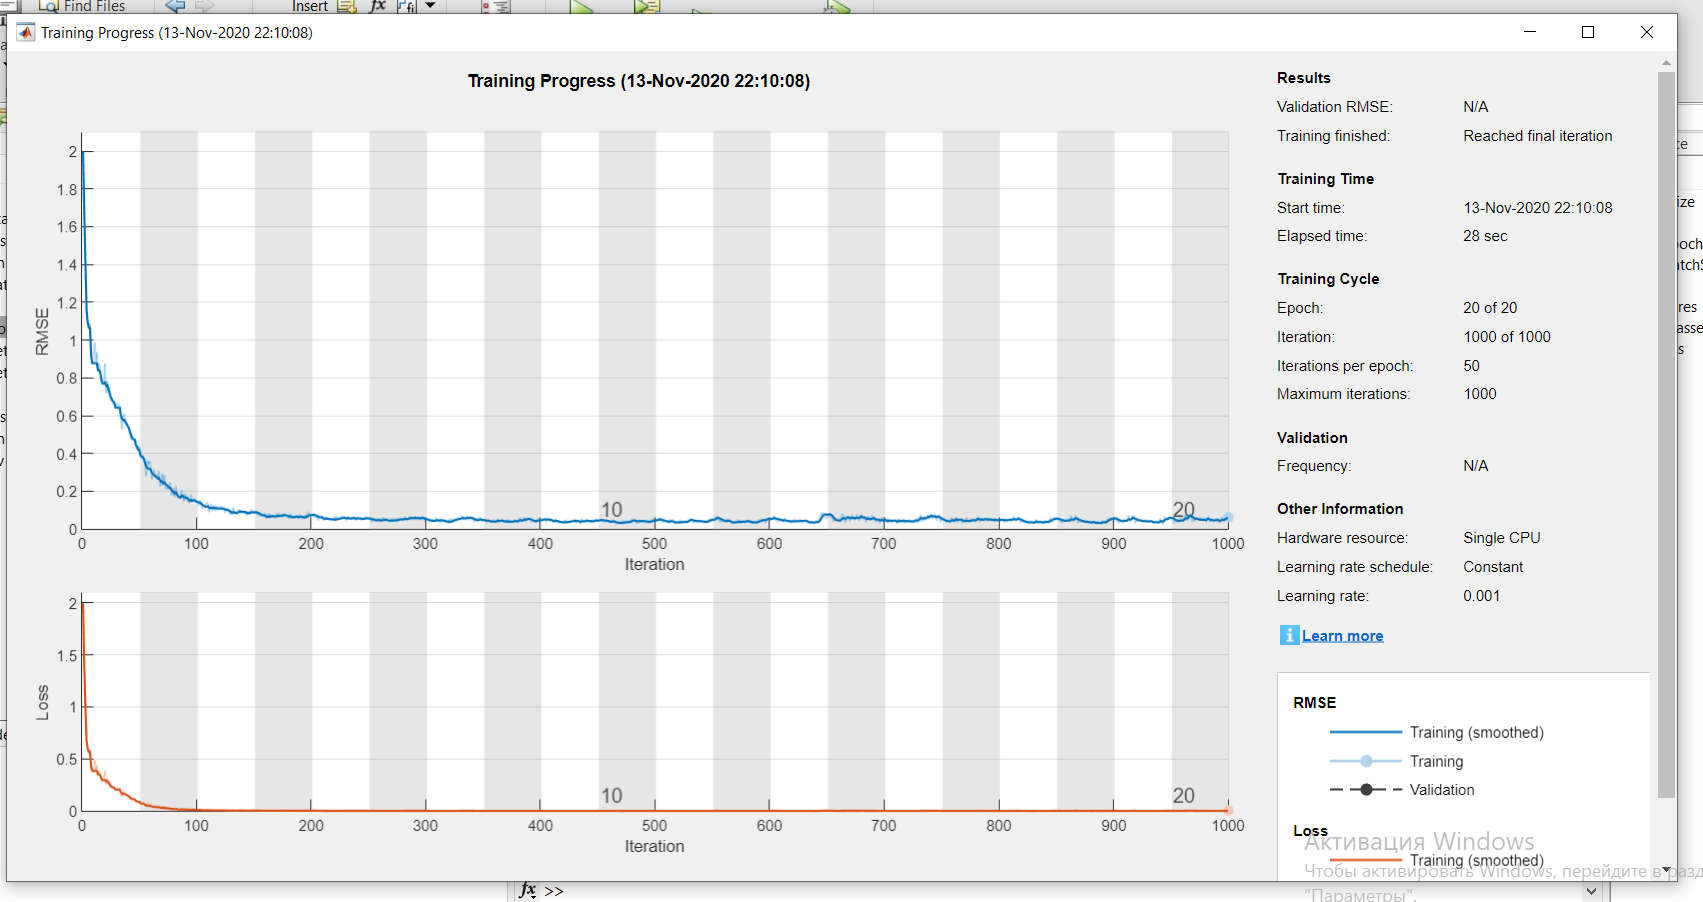 Find Files
Insert
fx
Training Progress (13-Nov-2020 22:10:08)
Training Progress (13-Nov-2020 22:10:08)
2
1.8
1.6
1.4
1.2
1
0.8
0.6
0.4
0.2
0
RMSE
10
20
0 100 200 300 400 500 600 700 800 900 1000
Iteration
2
1.5
1
0.5
0
Loss
10
20
0 100 200 300 400 500 600 700 800 900 1000
Iteration
Results
Validation RMSE: N/A
Training finished: Reached final iteration
Training Time
Start time: 13-Nov-2020 22:10:08
Elapsed time: 28 sec
Training Cycle
Epoch: 20 of 20
Iteration: 1000 of 1000
Iterations per epoch: 50
Maximum iterations: 1000
Validation
Frequency: N/A
Other Information
Hardware resource: Single CPU
Learning rate schedule: Constant
Learning rate: 0.001
i Learn more
RMSE
Training (smoothed)
Training
Validation
Loss
Training (smoothed)
Активация Windows
Чтобы активировать Windows, перейдите в разд
"Параметры".
fx >>